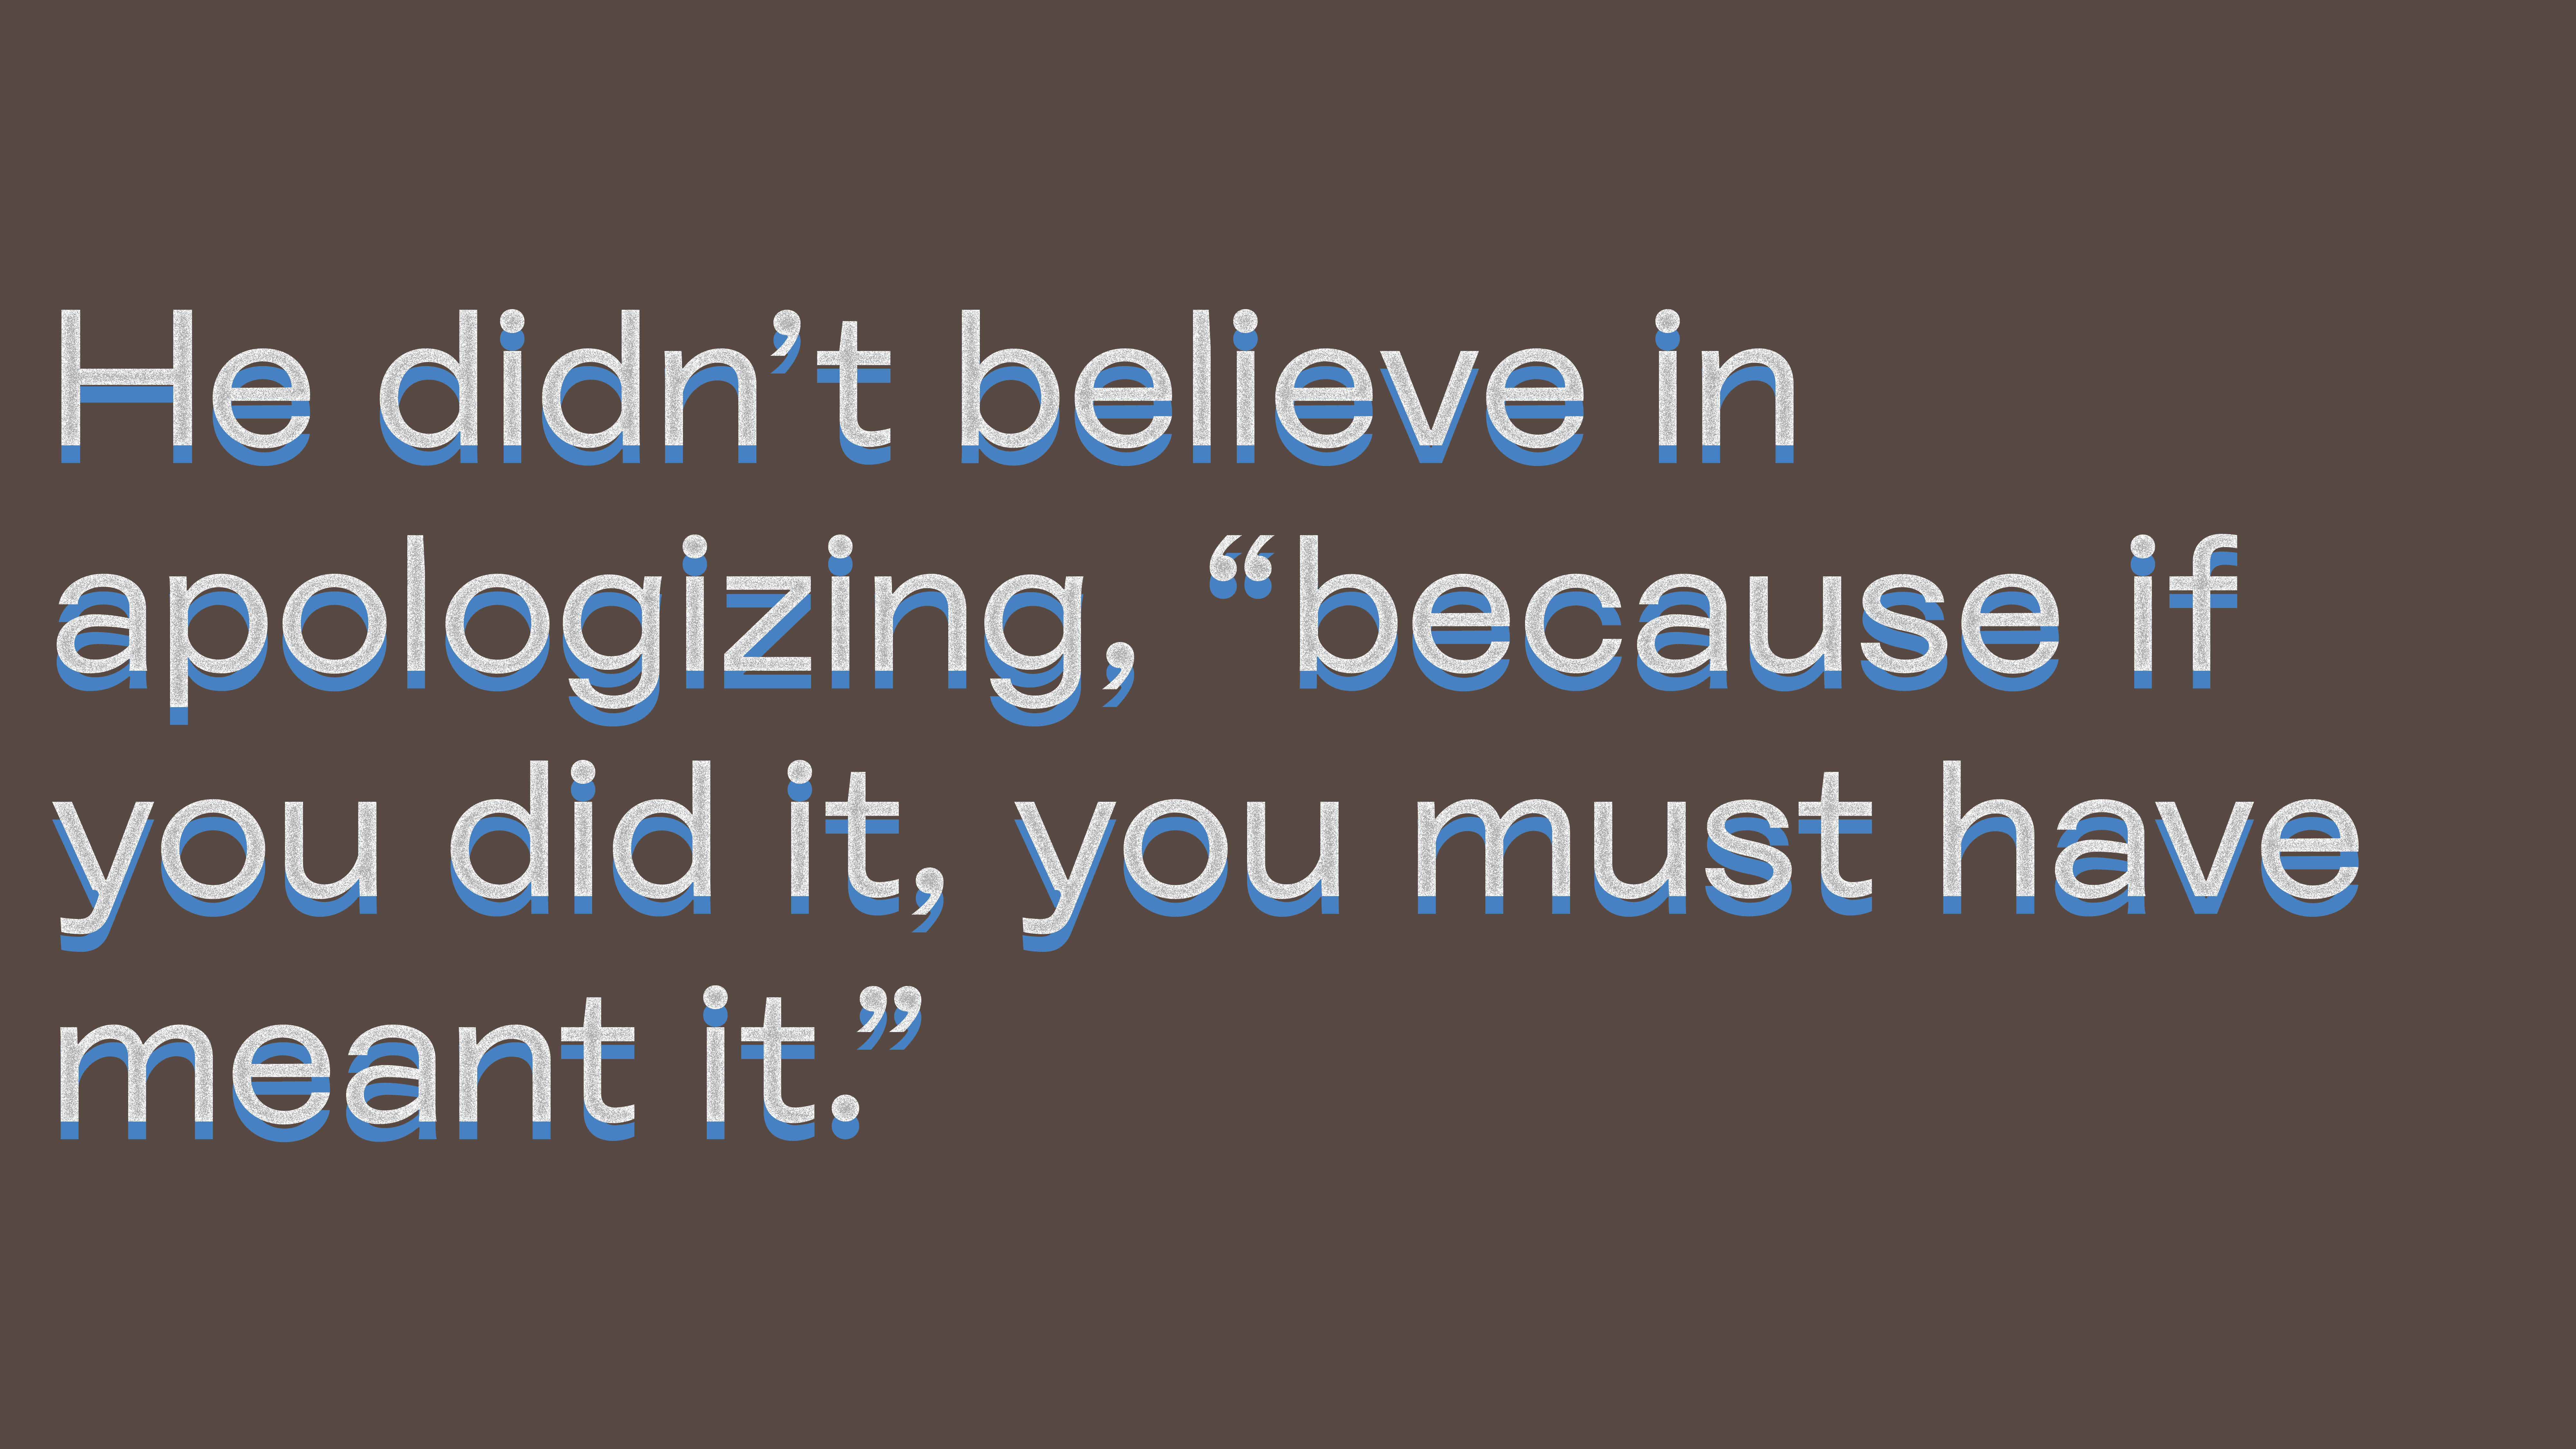 He didn’t believe in
apologizing, “because if
you did it, you must have
meant it.”